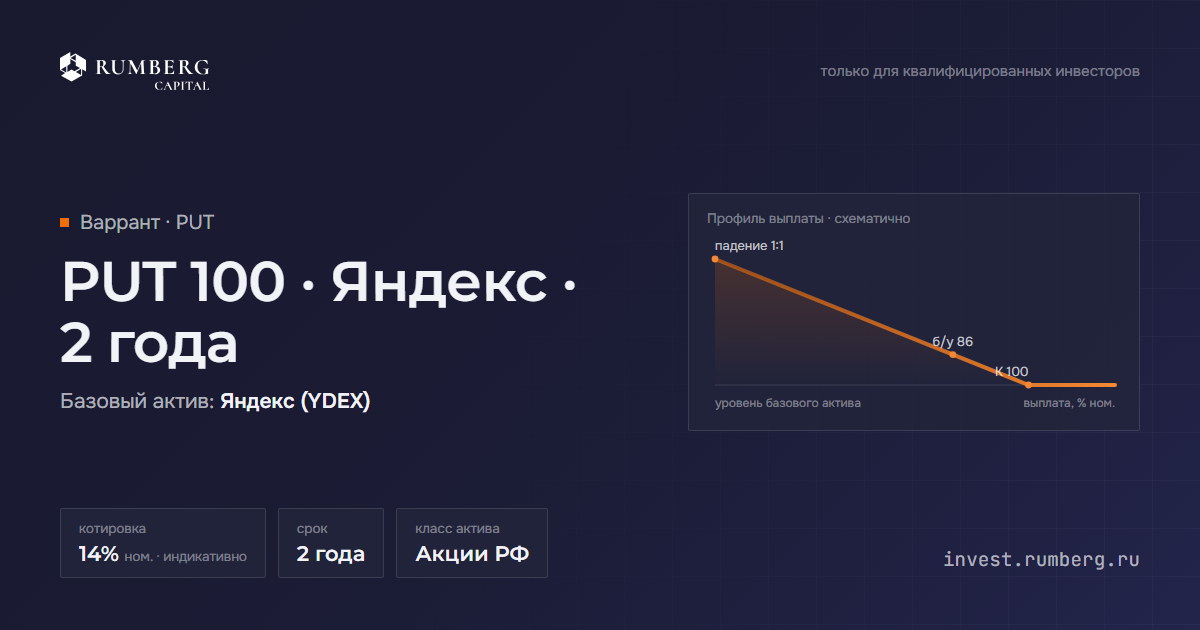 RUMBERG
CAPITAL
только для квалифицированных инвесторов
Варрант · PUT
PUT 100 · Яндекс ·
2 года
Базовый актив: Яндекс (YDEX)
Профиль выплаты · схематично
падение 1:1
б/у 86
К 100
уровень базового актива
выплата, % ном.
котировка
14% ном. · индикативно
срок
2 года
класс актива
Акции РФ
invest.rumberg.ru